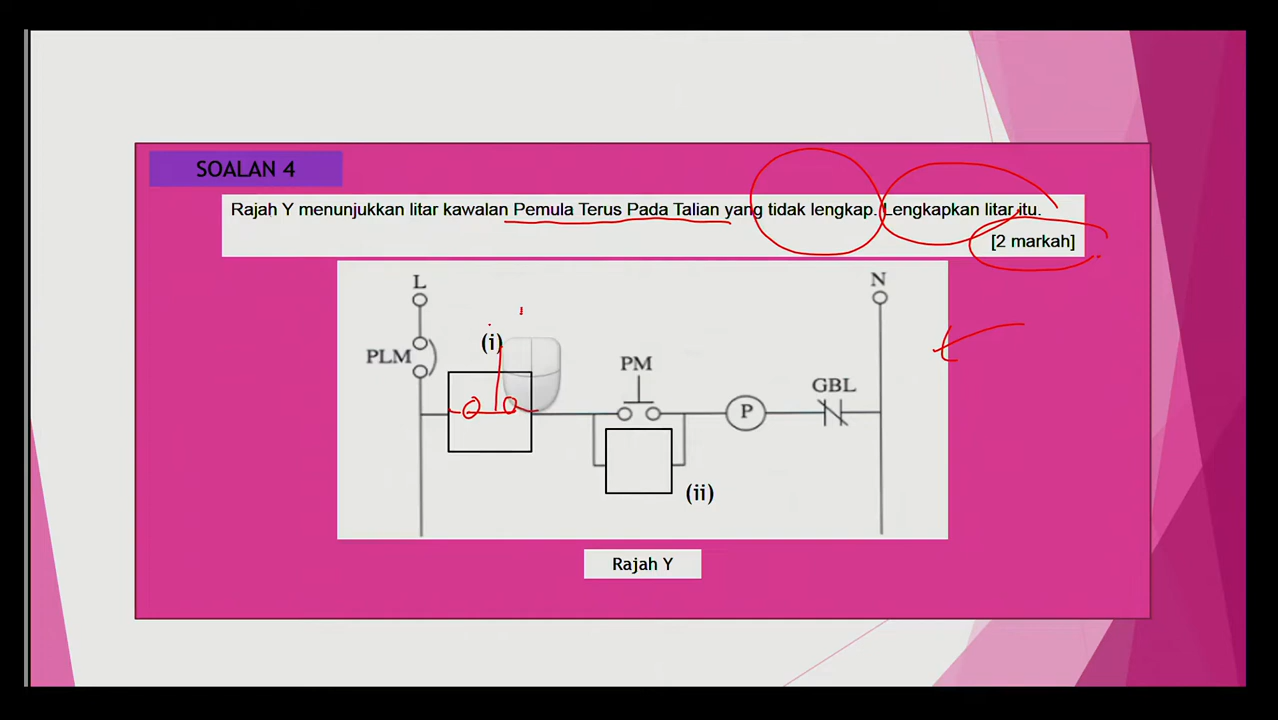 SOALAN 4
Rajah Y menunjukkan litar kawalan Pemula Terus Pada Talian yang tidak lengkap. Lengkapkan litar itu.
[2 markah]
L
N
(i)
PLM
PM
GBL
P
(ii)
Rajah Y